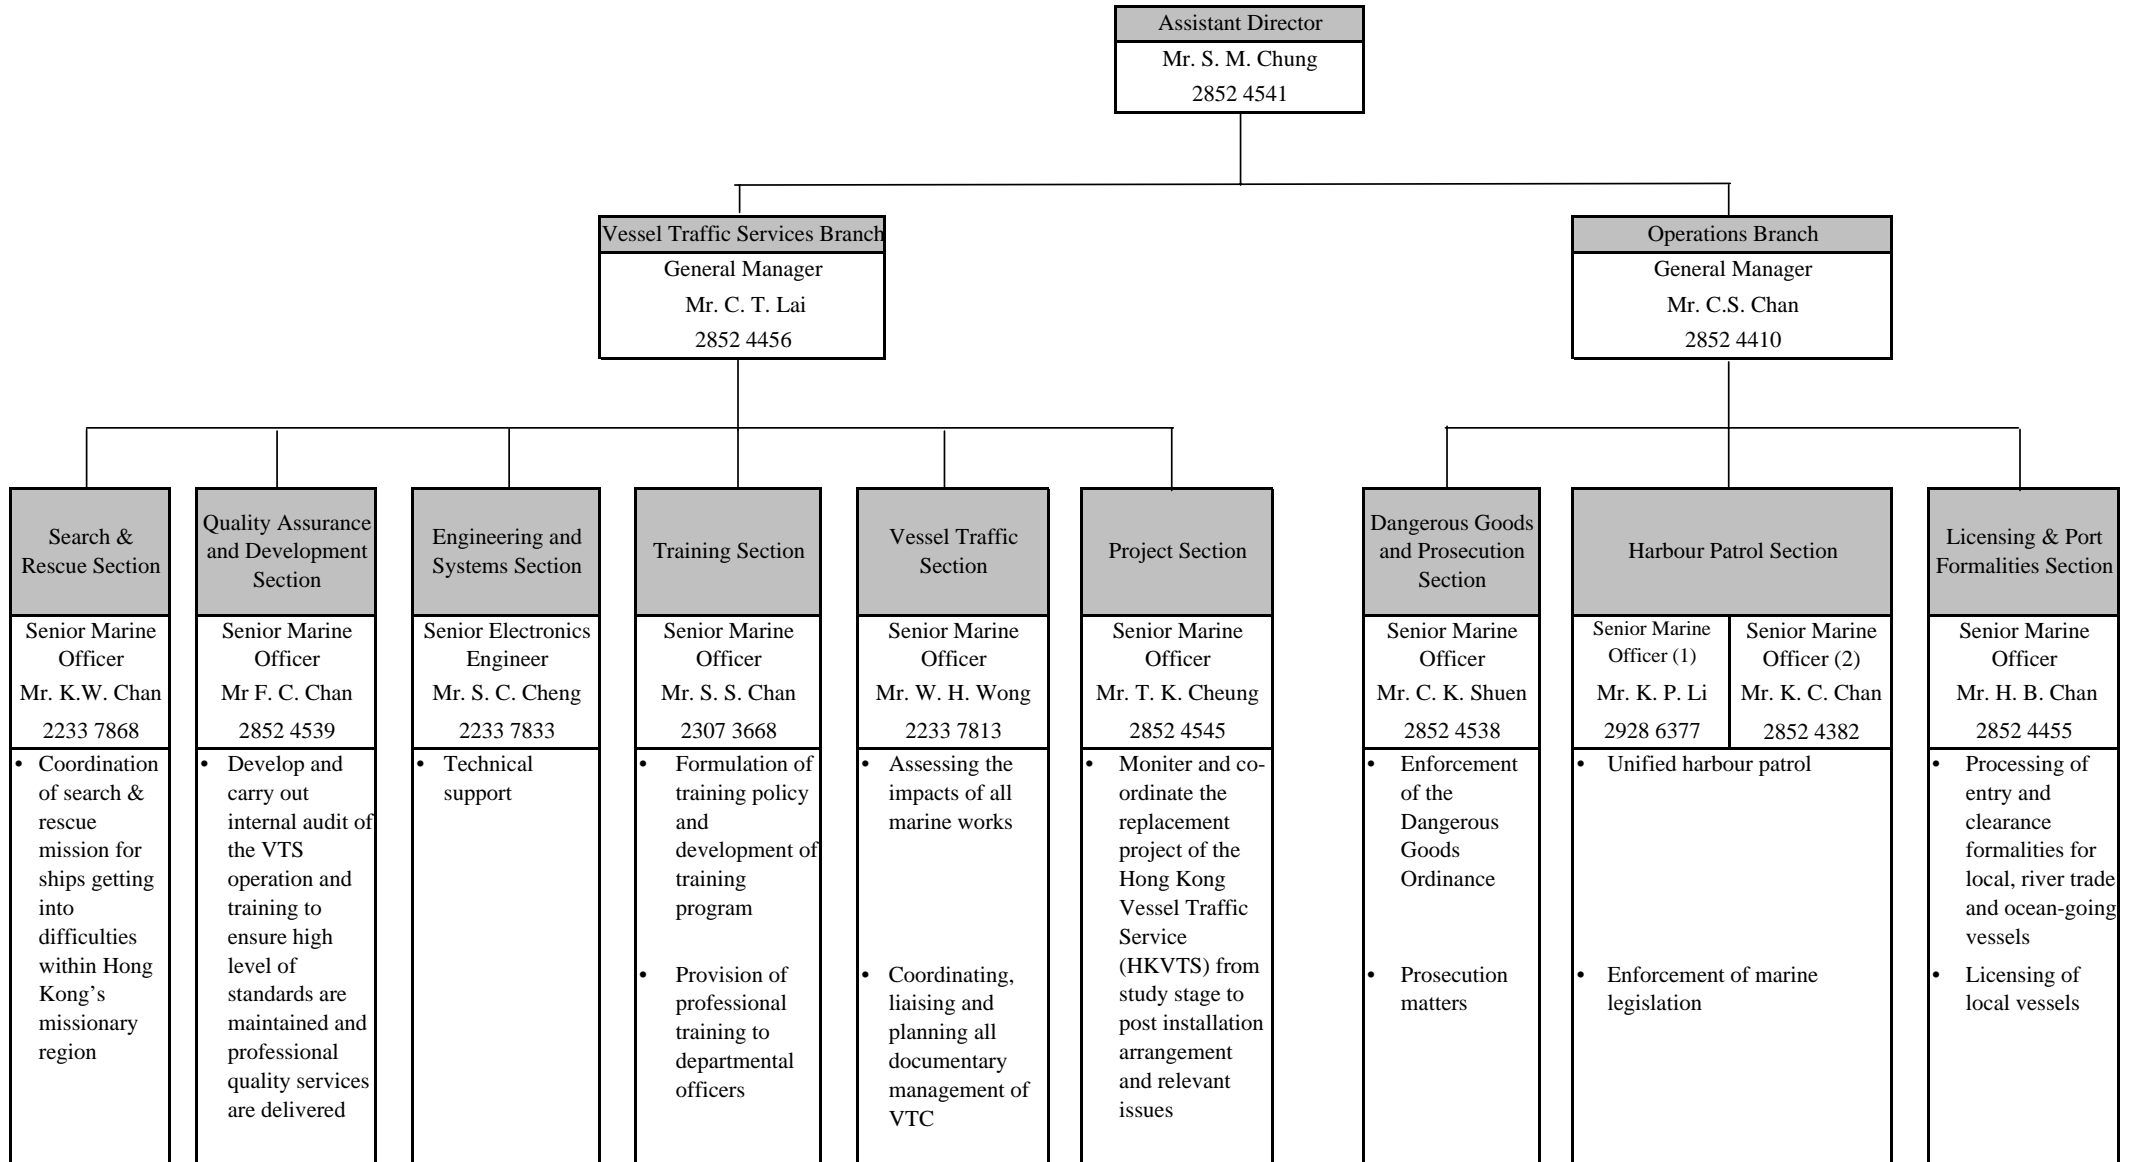 Assistant Director
Mr. S. M. Chung
2852 4541
Vessel Traffic Services Branch
General Manager
Mr. C. T. Lai
2852 4456
Operations Branch
General Manager
Mr. C.S. Chan
2852 4410
Search &
Rescue Section
Senior Marine
Officer
Mr. K.W. Chan
2233 7868
• Coordination
of search &
rescue
mission for
ships getting
into
difficulties
within Hong
Kong’s
missionary
region
Quality Assurance
and Development
Section
Senior Marine
Officer
Mr F. C. Chan
2852 4539
• Develop and
carry out
internal audit of
the VTS
operation and
training to
ensure high
level of
standards are
maintained and
professional
quality services
are delivered
Engineering and
Systems Section
Senior Electronics
Engineer
Mr. S. C. Cheng
2233 7833
• Technical
support
Training Section
Senior Marine
Officer
Mr. S. S. Chan
2307 3668
• Formulation of
training policy
and
development of
training
program
• Provision of
professional
training to
departmental
officers
Vessel Traffic
Section
Senior Marine
Officer
Mr. W. H. Wong
2233 7813
• Assessing the
impacts of all
marine works
• Coordinating,
liaising and
planning all
documentary
management of
VTC
Project Section
Senior Marine
Officer
Mr. T. K. Cheung
2852 4545
• Moniter and co-
ordinate the
replacement
project of the
Hong Kong
Vessel Traffic
Service
(HKVTS) from
study stage to
post installation
arrangement
and relevant
issues
Dangerous Goods
and Prosecution
Section
Senior Marine
Officer
Mr. C. K. Shuen
2852 4538
• Enforcement
of the
Dangerous
Goods
Ordinance
• Prosecution
matters
Harbour Patrol Section
Senior Marine
Officer (1)
Mr. K. P. Li
2928 6377
Senior Marine
Officer (2)
Mr. K. C. Chan
2852 4382
• Unified harbour patrol
• Enforcement of marine
legislation
Licensing & Port
Formalities Section
Senior Marine
Officer
Mr. H. B. Chan
2852 4455
• Processing of
entry and
clearance
formalities for
local, river trade
and ocean-going
vessels
• Licensing of
local vessels